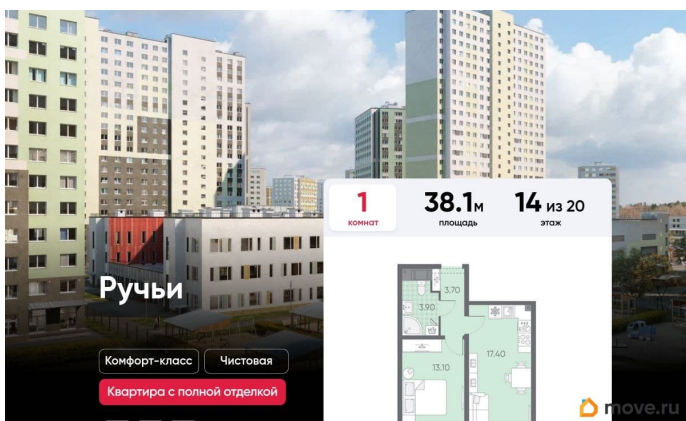 1
комнат
38.1м
площадь
14 из 20
этаж
Ручьи
3.70
3.90
17.40
13.10
Комфорт-класс
Чистовая
Квартира с полной отделкой
move.ru